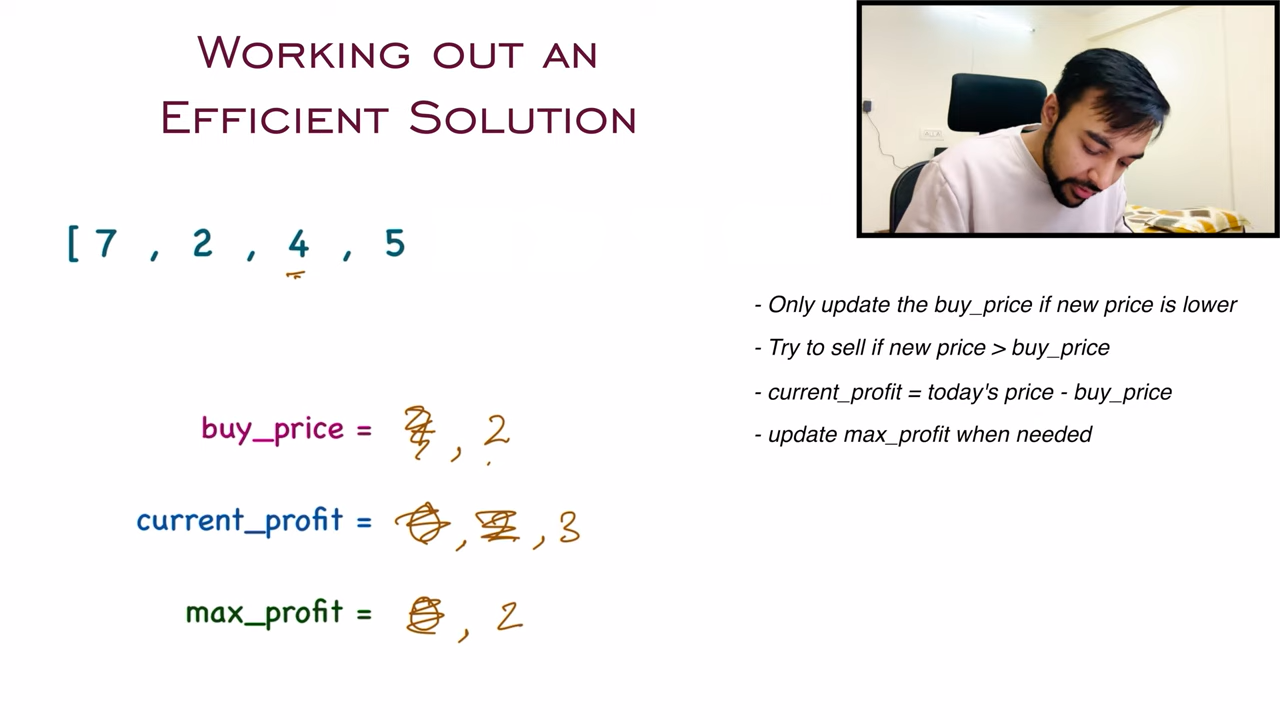 WORKING OUT AN
EFFICIENT SOLUTION
[ 7 , 2 , 4 , 5
- Only update the buy_price if new price is lower
- Try to sell if new price > buy_price
- current_profit = today's price - buy_price
- update max_profit when needed
buy_price = , 2
current_profit = , , 3
max_profit = , 2